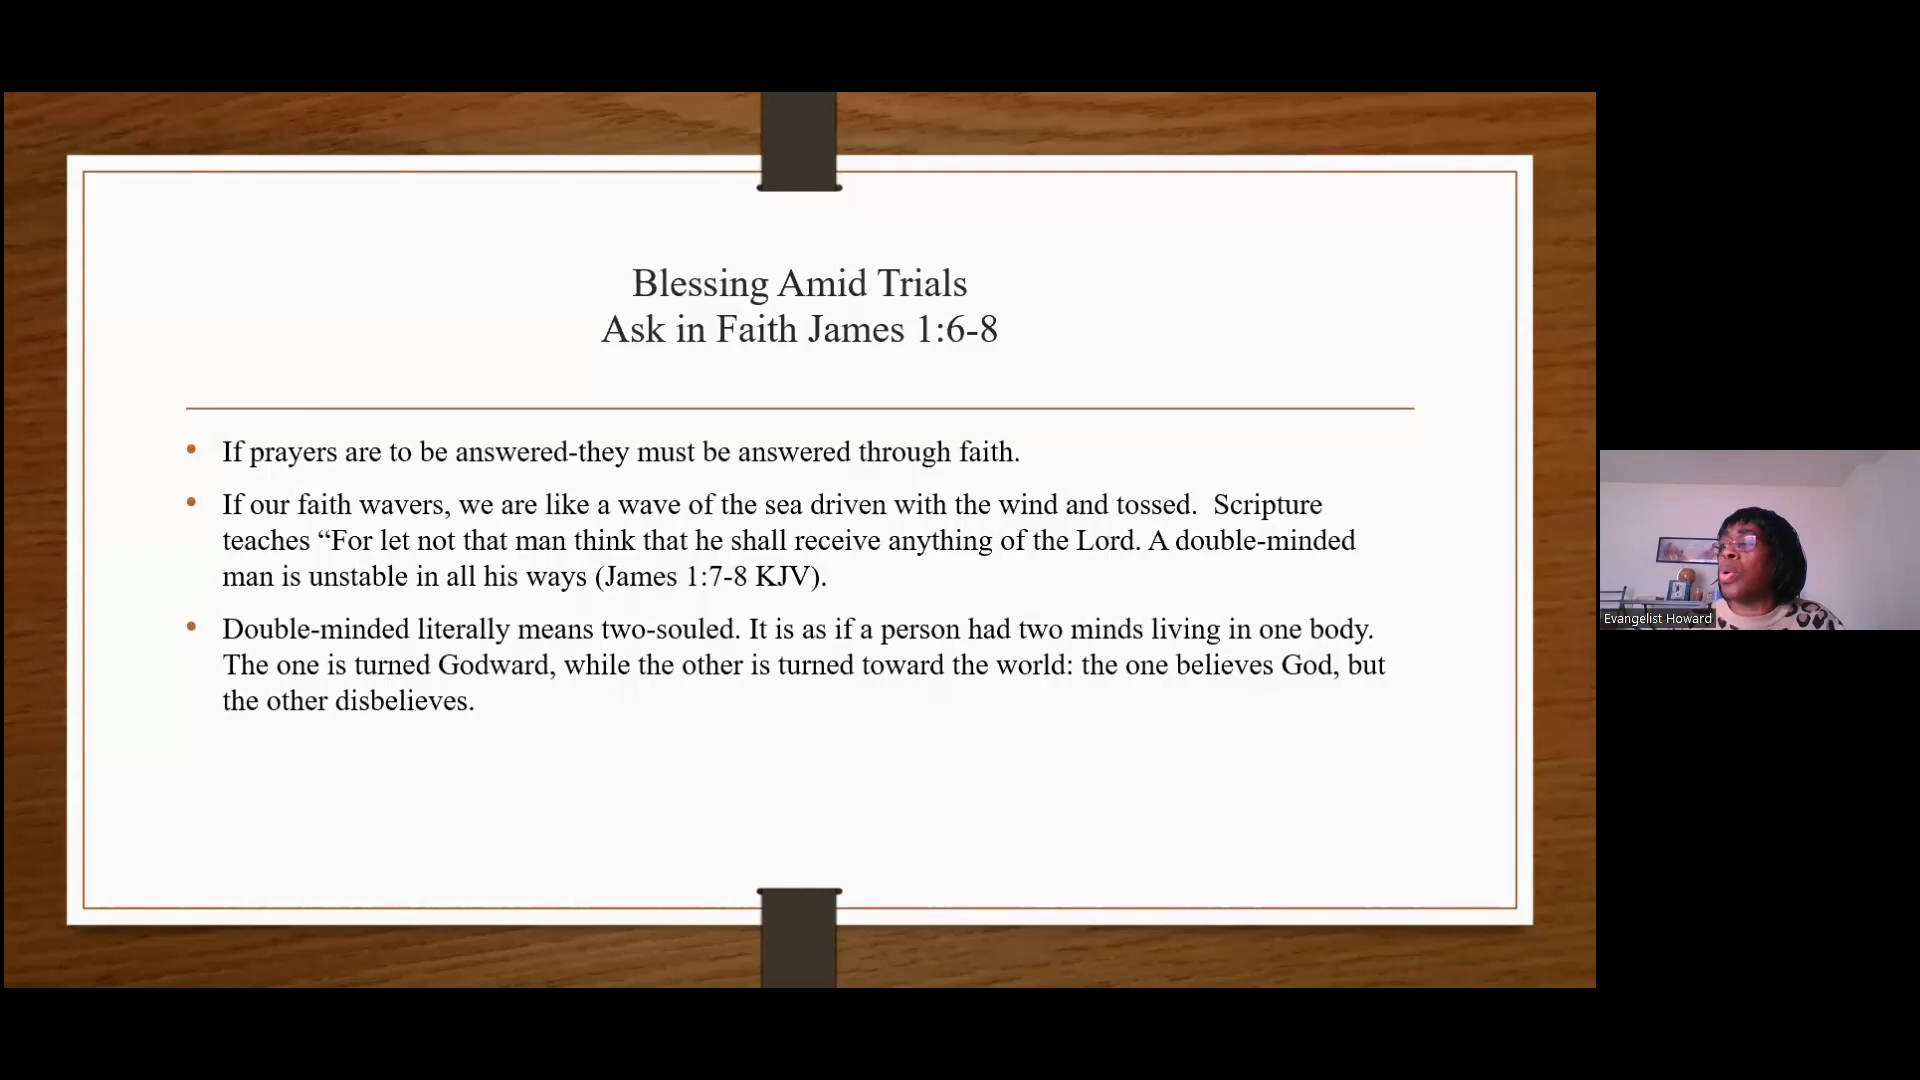 Blessing Amid Trials
Ask in Faith James 1:6-8
• If prayers are to be answered-they must be answered through faith.
• If our faith wavers, we are like a wave of the sea driven with the wind and tossed.  Scripture
teaches “For let not that man think that he shall receive anything of the Lord. A double-minded
man is unstable in all his ways (James 1:7-8 KJV).
• Double-minded literally means two-souled. It is as if a person had two minds living in one body.
The one is turned Godward, while the other is turned toward the world: the one believes God, but
the other disbelieves.
Evangelist Howard